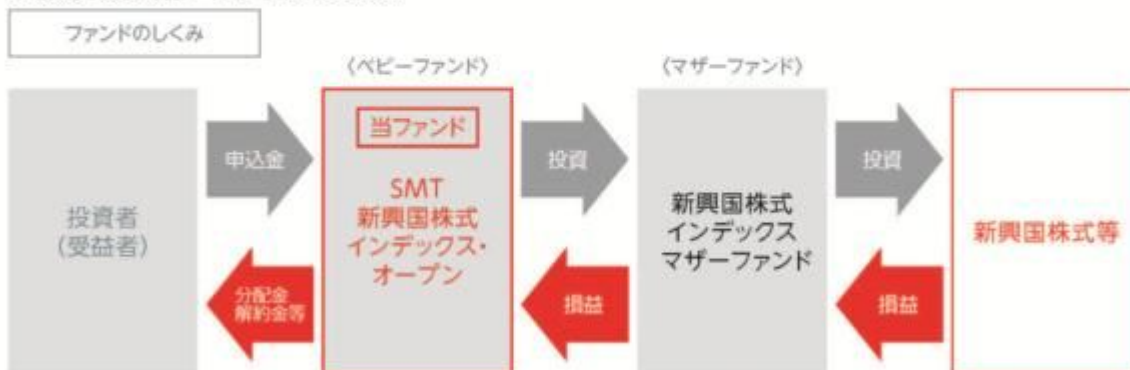 ファンドのしくみ
〈ベビーファンド〉
〈マザーファンド〉
投資者
(受益者)
申込金
分配金
解約金等
当ファンド
SMT
新興国株式
インデックス・
オープン
投資
損益
新興国株式
インデックス
マザーファンド
投資
損益
新興国株式等